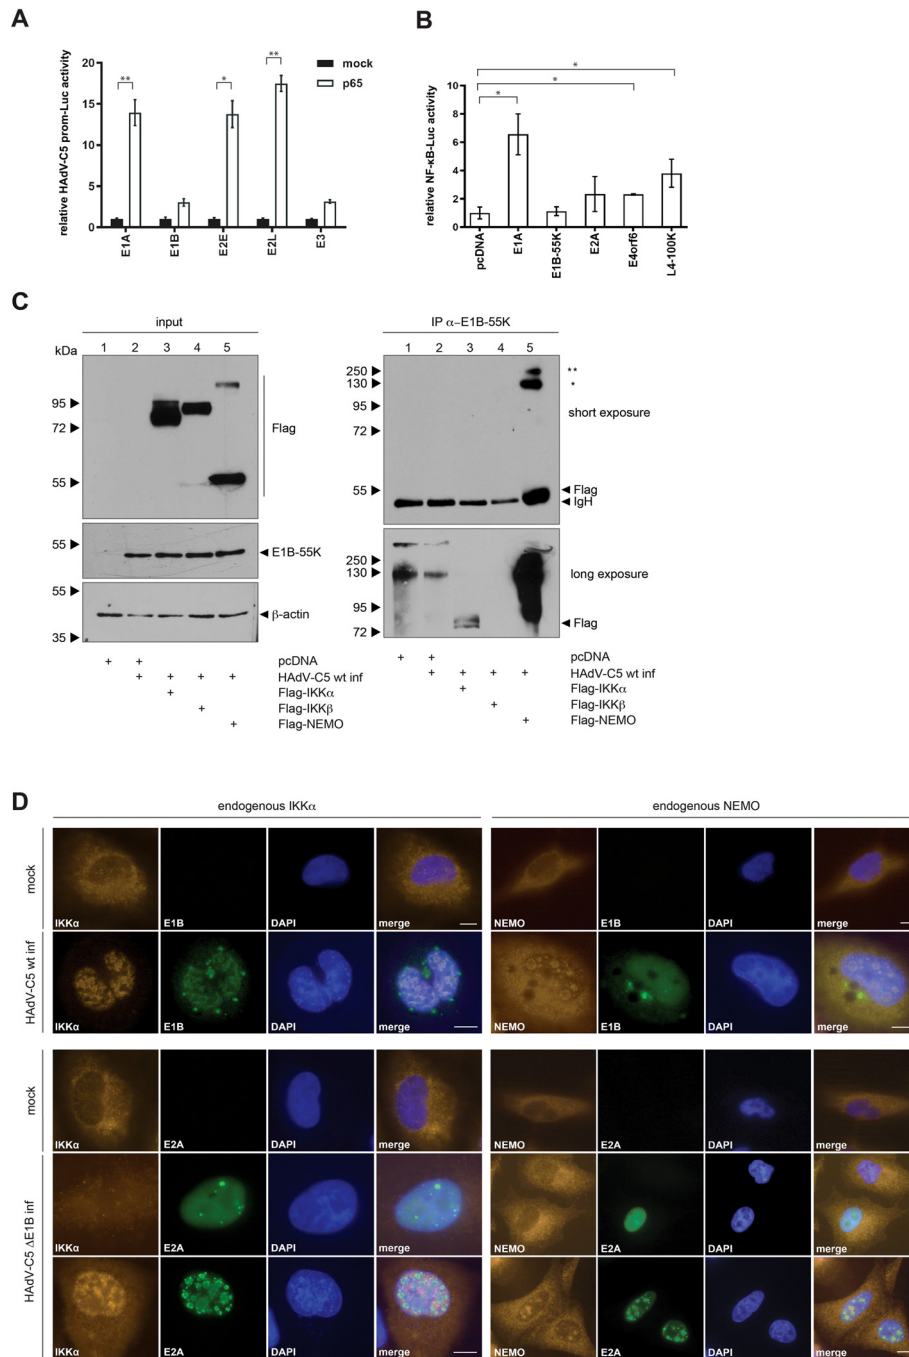 A
relative HAdV-C5 prom-Luc activity
20
15
10
5
0
**
*
**
mock
p65
E1A
E1B
E2E
E2L
E3
B
relative NF-κB-Luc activity
10
8
6
4
2
0
*
*
*
pcDNA
E1A
E1B-55K
E2A
E4orf6
L4-100K
C
input
1 2 3 4 5
kDa
95
72
55
Flag
55
E1B-55K
55
35
β-actin
+ + pcDNA
+ + + + HAdV-C5 wt inf
+ Flag-IKKα
+ Flag-IKKβ
+ Flag-NEMO
IP α–E1B-55K
1 2 3 4 5
250
130
95
72
55
**
*
short exposure
Flag
IgH
250
130
95
72
long exposure
Flag
+ + pcDNA
+ + + + HAdV-C5 wt inf
+ Flag-IKKα
+ Flag-IKKβ
+ Flag-NEMO
D
endogenous IKKα
endogenous NEMO
mock
IKKα E1B DAPI merge NEMO E1B DAPI merge
HAdV-C5 wt inf
IKKα E1B DAPI merge NEMO E1B DAPI merge
mock
IKKα E2A DAPI merge NEMO E2A DAPI merge
HAdV-C5 ΔE1B inf
IKKα E2A DAPI merge NEMO E2A DAPI merge
IKKα E2A DAPI merge NEMO E2A DAPI merge